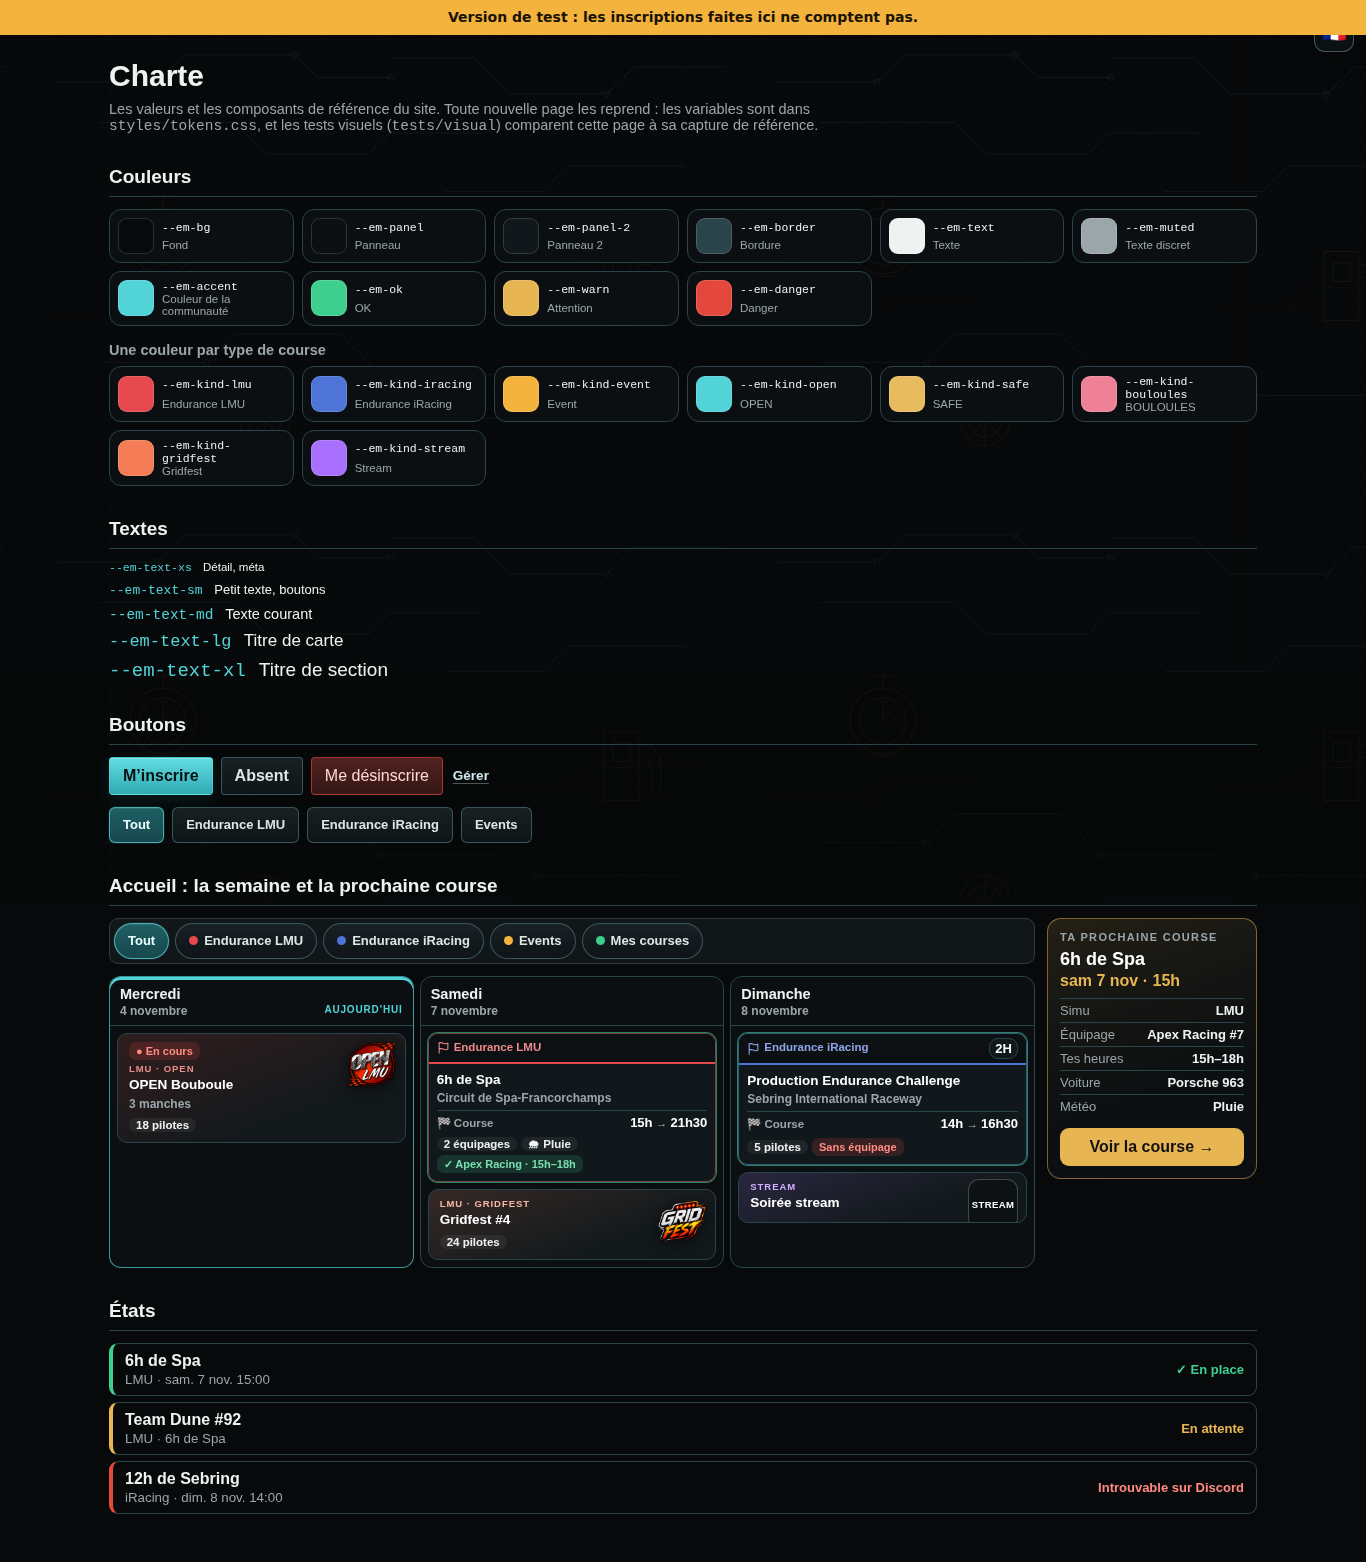 Version de test : les inscriptions faites ici ne comptent pas.
Charte
Les valeurs et les composants de référence du site. Toute nouvelle page les reprend : les variables sont dans
styles/tokens.css, et les tests visuels (tests/visual) comparent cette page à sa capture de référence.
Couleurs
--em-bg
Fond
--em-panel
Panneau
--em-panel-2
Panneau 2
--em-border
Bordure
--em-text
Texte
--em-muted
Texte discret
--em-accent
Couleur de la
communauté
--em-ok
OK
--em-warn
Attention
--em-danger
Danger
Une couleur par type de course
--em-kind-lmu
Endurance LMU
--em-kind-iracing
Endurance iRacing
--em-kind-event
Event
--em-kind-open
OPEN
--em-kind-safe
SAFE
--em-kind-
bouloules
BOULOULES
--em-kind-
gridfest
Gridfest
--em-kind-stream
Stream
Textes
--em-text-xs Détail, méta
--em-text-sm Petit texte, boutons
--em-text-md Texte courant
--em-text-lg Titre de carte
--em-text-xl Titre de section
Boutons
M’inscrire Absent Me désinscrire Gérer
Tout Endurance LMU Endurance iRacing Events
Accueil : la semaine et la prochaine course
Tout Endurance LMU Endurance iRacing Events Mes courses
Mercredi
4 novembre AUJOURD’HUI
● En cours
LMU · OPEN
OPEN Bouboule
3 manches
18 pilotes
OPEN
LMU
Samedi
7 novembre
Endurance LMU
6h de Spa
Circuit de Spa-Francorchamps
🏁 Course 15h → 21h30
2 équipages 🌧 Pluie
✓ Apex Racing · 15h–18h
LMU · GRIDFEST
Gridfest #4
24 pilotes
GRID
FEST
Dimanche
8 novembre
Endurance iRacing 2H
Production Endurance Challenge
Sebring International Raceway
🏁 Course 14h → 16h30
5 pilotes Sans équipage
STREAM
Soirée stream
STREAM
TA PROCHAINE COURSE
6h de Spa
sam 7 nov · 15h
Simu LMU
Équipage Apex Racing #7
Tes heures 15h–18h
Voiture Porsche 963
Météo Pluie
Voir la course →
États
6h de Spa
LMU · sam. 7 nov. 15:00
✓ En place
Team Dune #92
LMU · 6h de Spa
En attente
12h de Sebring
iRacing · dim. 8 nov. 14:00
Introuvable sur Discord